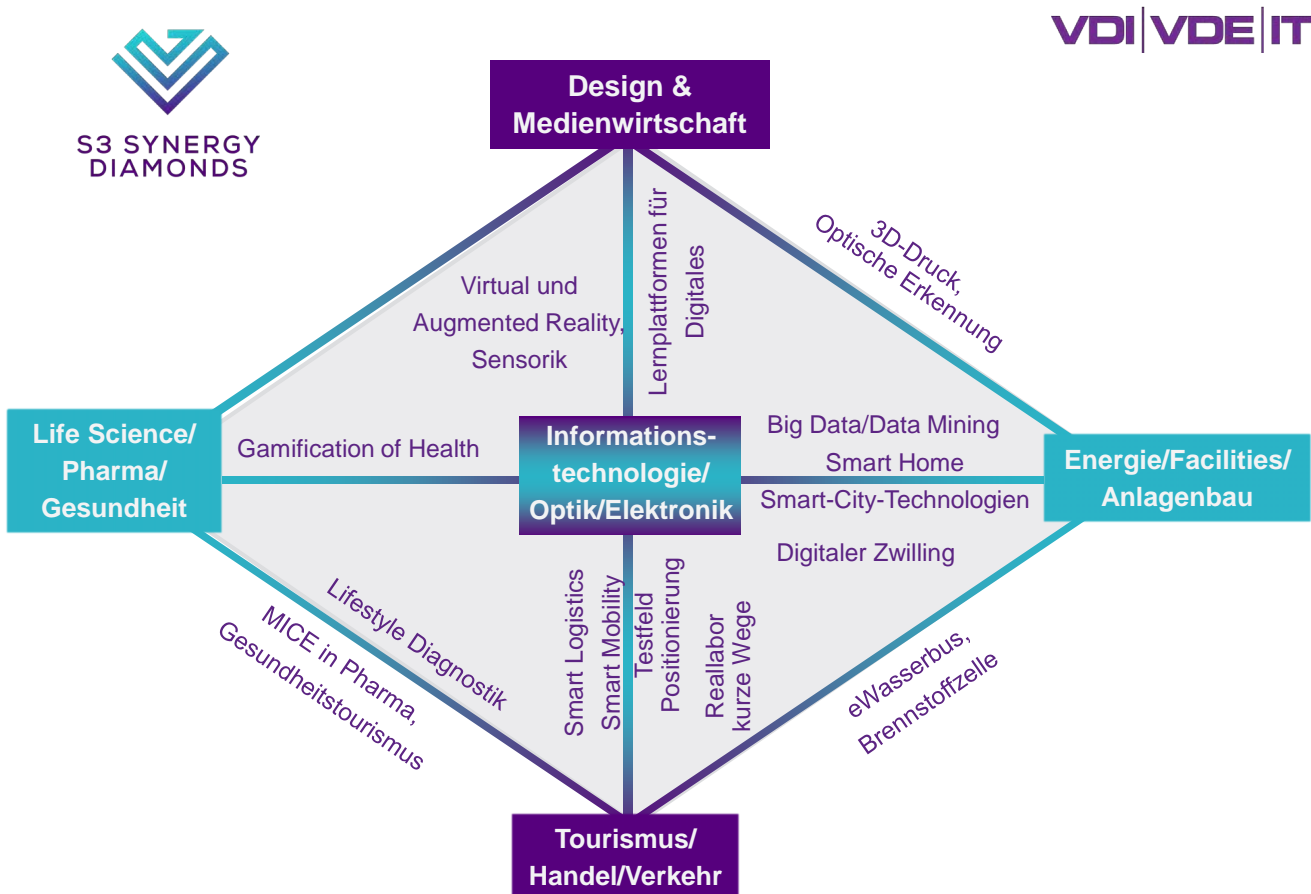 VDI|VDE|IT
S3 SYNERGY
DIAMONDS
Design &
Medienwirtschaft
Lernplattformen für
Digitales
3D-Druck,
Optische Erkennung
Virtual und
Augmented Reality,
Sensorik
Life Science/
Pharma/
Gesundheit
Gamification of Health
Informations-
technologie/
Optik/Elektronik
Big Data/Data Mining
Smart Home
Smart-City-Technologien
Digitaler Zwilling
Energie/Facilities/
Anlagenbau
Lifestyle Diagnostik
MICE in Pharma,
Gesundheitstourismus
Smart Logistics
Smart Mobility
Testfeld
Positionierung
Reallabor
kurze Wege
eWasserbus,
Brennstoffzelle
Tourismus/
Handel/Verkehr